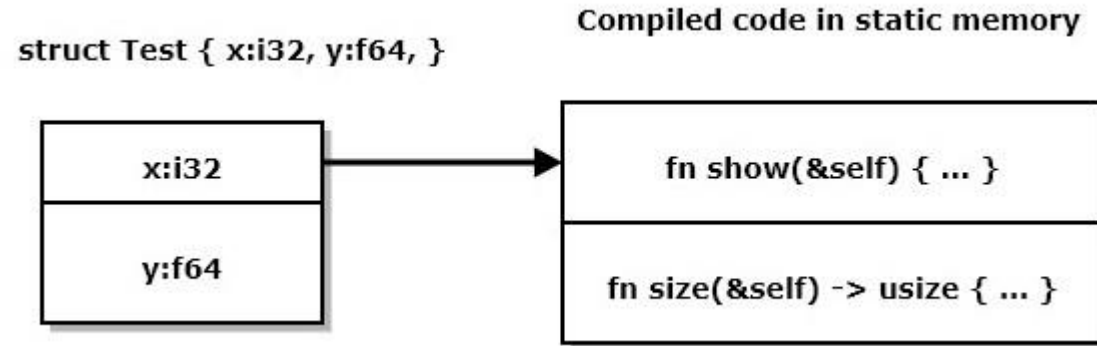 Compiled code in static memory
struct Test { x:i32, y:f64, }
x:i32
y:f64
fn show(&self) { ... }
fn size(&self) -> usize { ... }